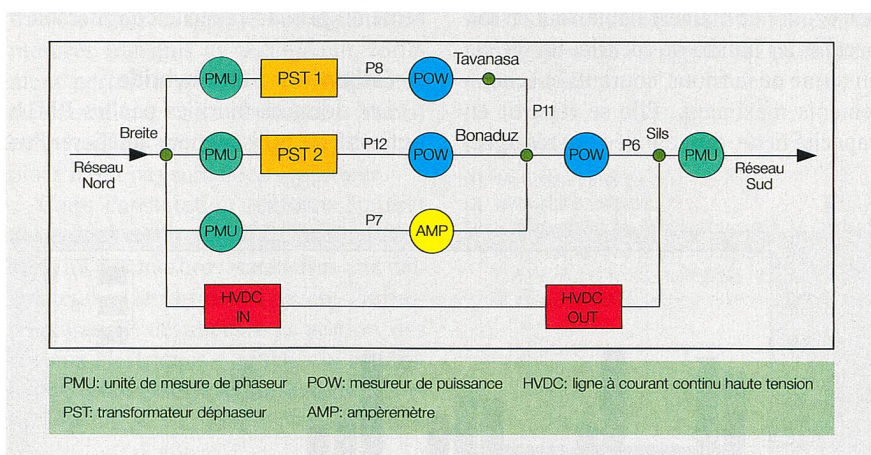 Tavanasa
P8
PMU
PST 1
POW
P11
Breite
P12
Bonaduz
P6
Sils
PMU
PST 2
POW
POW
PMU
Réseau
Nord
Réseau
Sud
P7
PMU
AMP
HVDC
IN
HVDC
OUT
PMU: unité de mesure de phaseur
POW: mesureur de puissance
HVDC: ligne à courant continu haute tension
PST: transformateur déphaseur
AMP: ampèremètre